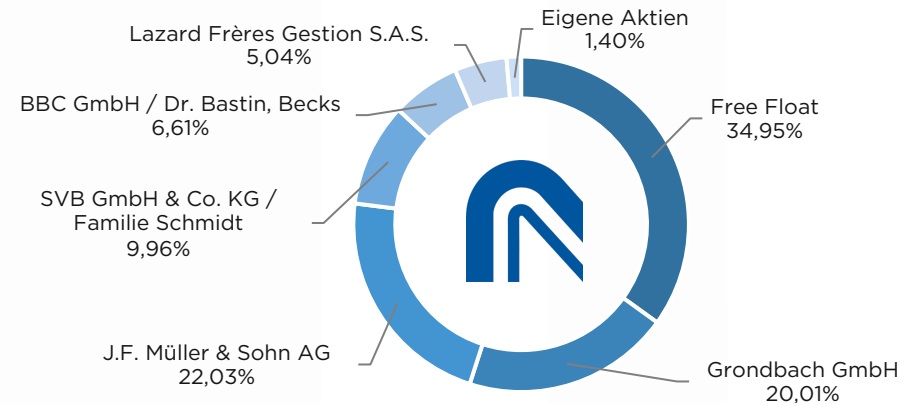 Eigene Aktien
1,40%
Lazard Frères Gestion S.A.S.
5,04%
BBC GmbH / Dr. Bastin, Becks
6,61%
Free Float
34,95%
SVB GmbH & Co. KG /
Familie Schmidt
9,96%
J.F. Müller & Sohn AG
22,03%
Grondbach GmbH
20,01%